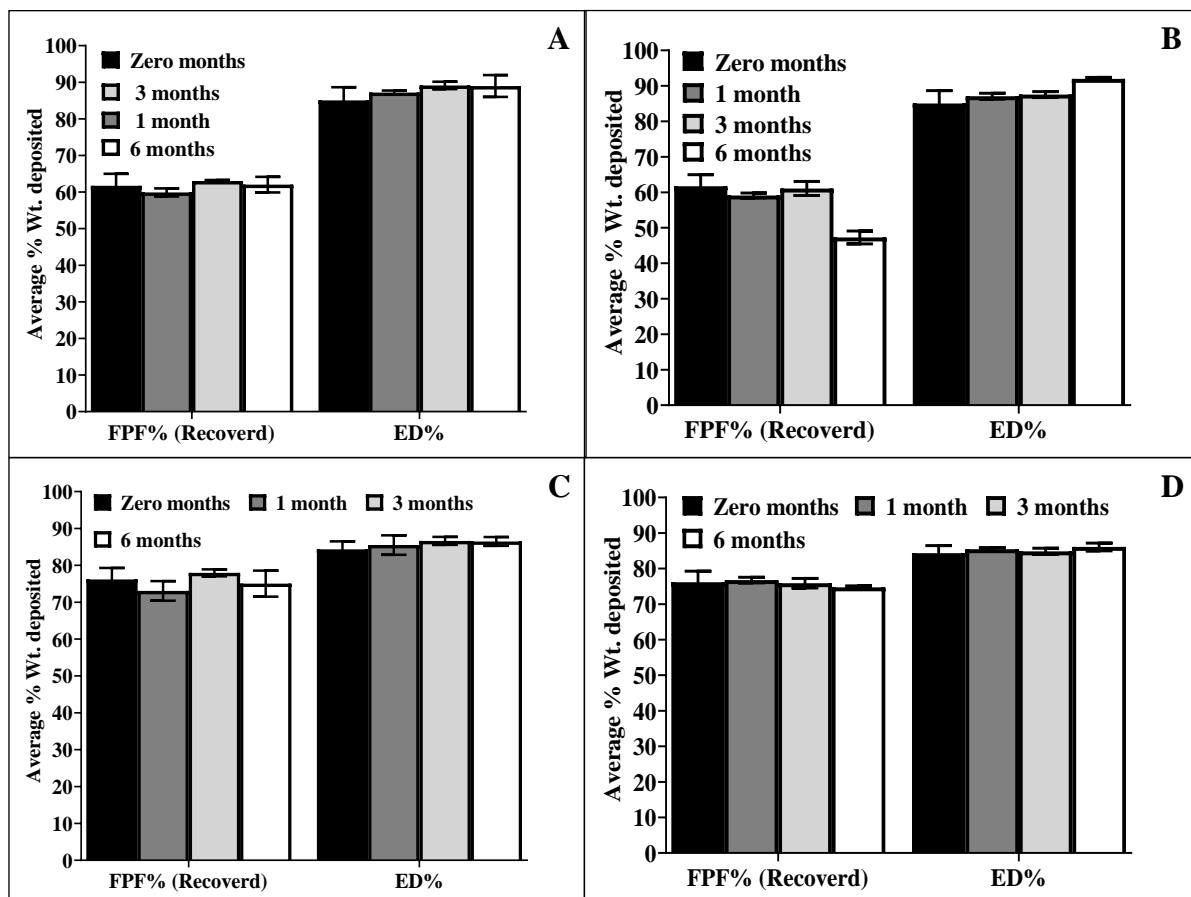 A
Zero months
3 months
1 month
6 months
Average % Wt. deposited
100
90
80
70
60
50
40
30
20
10
0
FPF% (Recoverd)
ED%
B
Zero months
1 month
3 months
6 months
Average % Wt. deposited
100
90
80
70
60
50
40
30
20
10
0
FPF% (Recoverd)
ED%
C
Zero months
1 month
3 months
6 months
Average % Wt. deposited
100
90
80
70
60
50
40
30
20
10
0
FPF% (Recoverd)
ED%
D
Zero months
1 month
3 months
6 months
Average % Wt. deposited
100
90
80
70
60
50
40
30
20
10
0
FPF% (Recoverd)
ED%